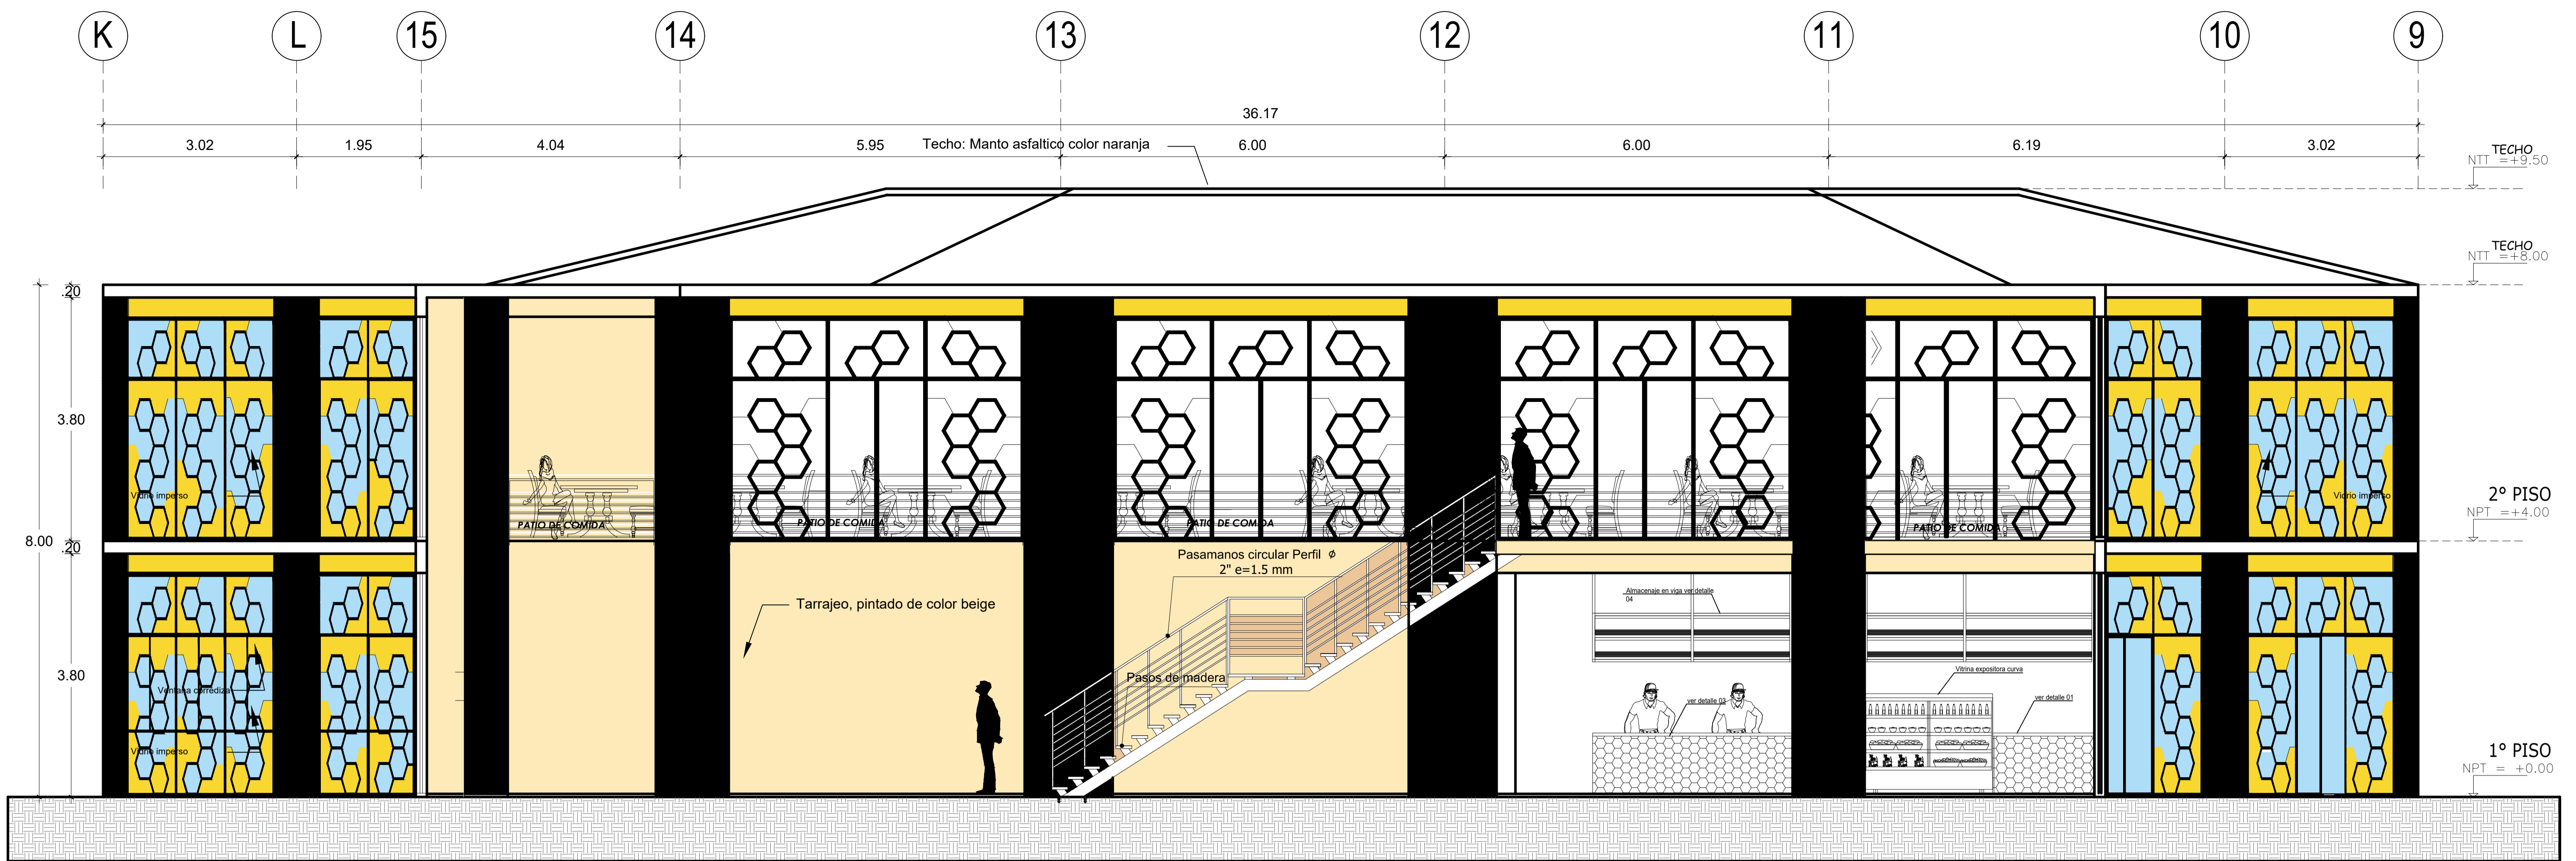 K L 15 14 13 12 11 10 9
36.17
3.02 1.95 4.04 5.95 6.00 6.00 6.19 3.02
Techo: Manto asfaltico color naranja
TECHO
NTT =+9.50
TECHO
NTT =+8.00
.20
3.80
8.00
.20
3.80
Vidrio imperso
Vidrio imperso
PATIO DE COMIDA
PATIO DE COMIDA
PATIO DE COMIDA
PATIO DE COMIDA
2° PISO
NPT =+4.00
Pasamanos circular Perfil ø
2" e=1.5 mm
Tarrajeo, pintado de color beige
Almacenaje en viga ver detalle
04
Pasos de madera
Vitrina expositora curva
Ventana corrediza
ver detalle 03
ver detalle 01
Vidrio imperso
1° PISO
NPT = +0.00